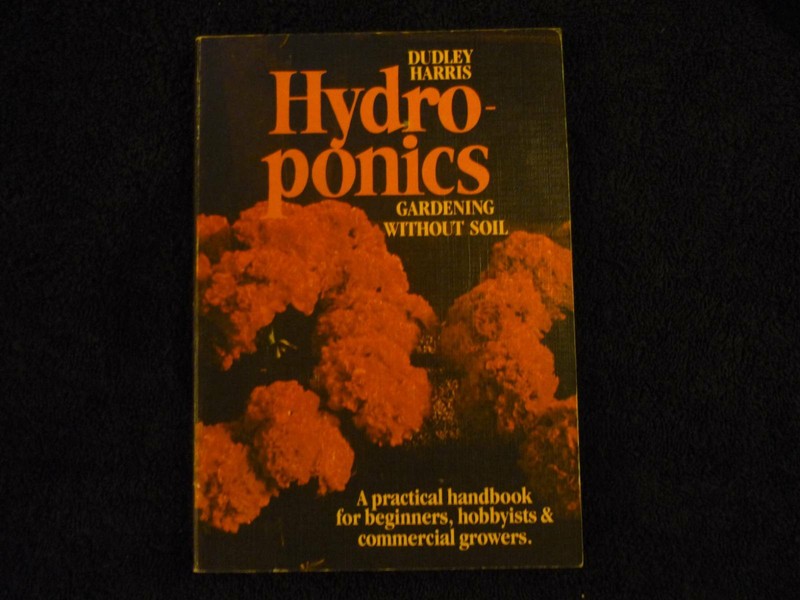 DUDLEY
HARRIS
Hydro-
ponics
GARDENING
WITHOUT SOIL
A practical handbook
for beginners, hobbyists &
commercial growers.